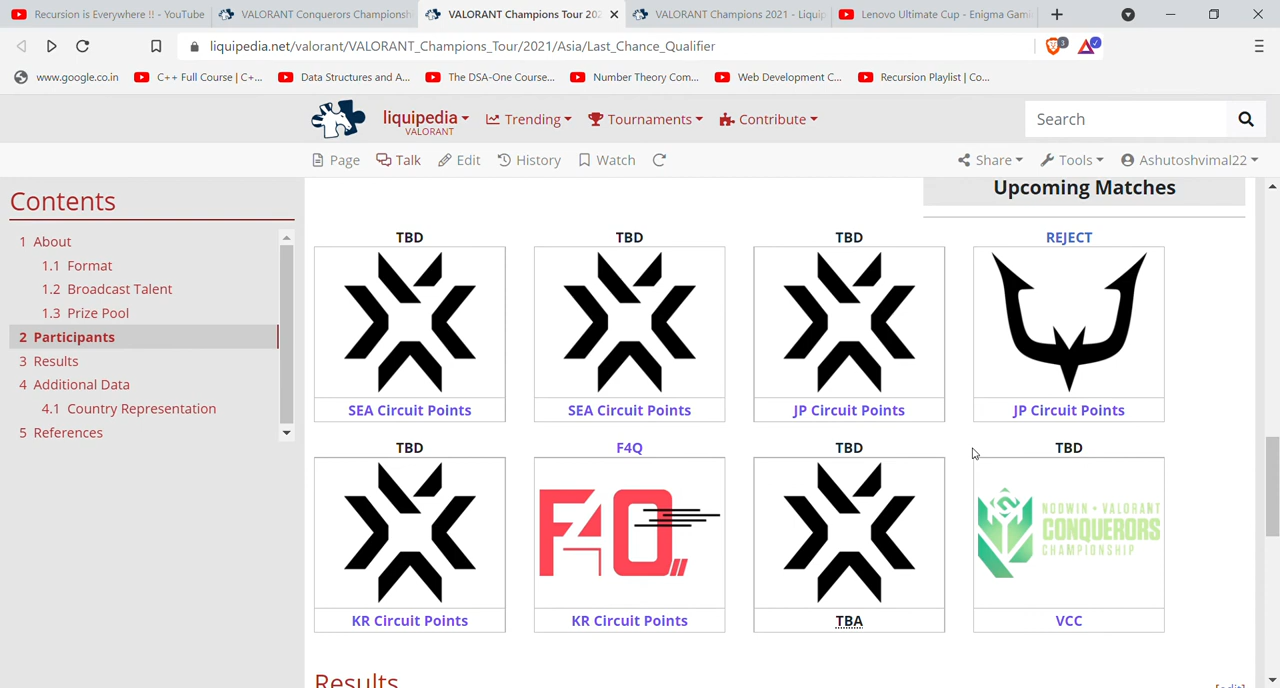 Recursion is Everywhere !! - YouTube
VALORANT Conquerors Championsh
VALORANT Champions Tour 202
VALORANT Champions 2021 - Liquip
Lenovo Ultimate Cup - Enigma Gami
liquipedia.net/valorant/VALORANT_Champions_Tour/2021/Asia/Last_Chance_Qualifier
3
www.google.co.in
C++ Full Course | C+...
Data Structures and A...
The DSA-One Course...
Number Theory Com...
Web Development C...
Recursion Playlist | Co...
liquipedia
VALORANT
Trending
Tournaments
Contribute
Search
Page
Talk
Edit
History
Watch
Share
Tools
Ashutoshvimal22
Contents
1 About
1.1 Format
1.2 Broadcast Talent
1.3 Prize Pool
2 Participants
3 Results
4 Additional Data
4.1 Country Representation
5 References
Upcoming Matches
TBD
TBD
TBD
REJECT
SEA Circuit Points
SEA Circuit Points
JP Circuit Points
JP Circuit Points
TBD
F4Q
TBD
TBD
F4Q
NODWIN • VALORANT
CONQUERORS
CHAMPIONSHIP
KR Circuit Points
KR Circuit Points
TBA
VCC
Results
[edit]